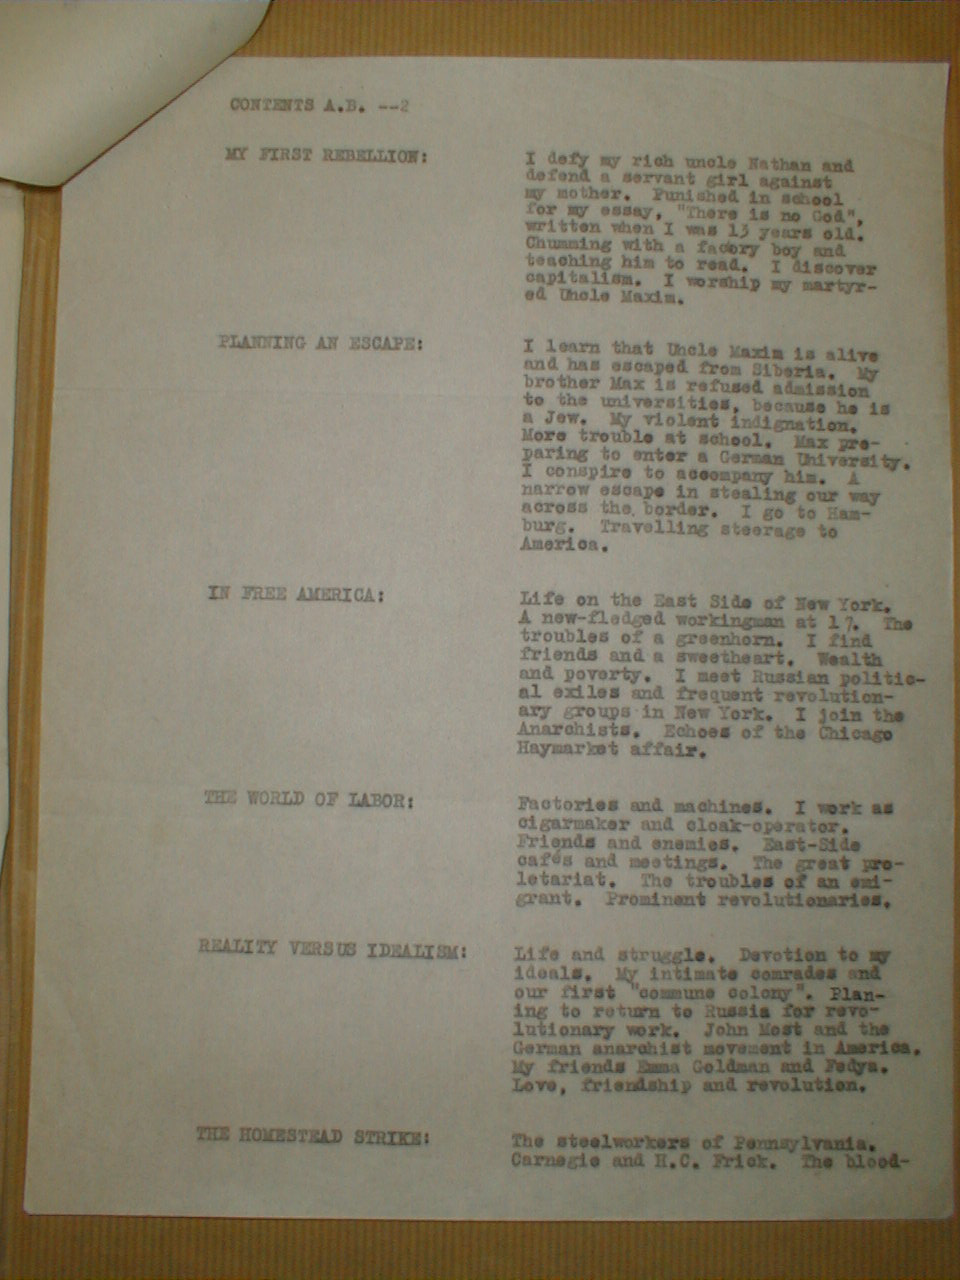 CONTENTS A.B. --2
MY FIRST REBELLION: I defy my rich uncle Nathan and
defend a servant girl against
my mother. Punished in school
for my essay, "There is no God",
written when I was 13 years old.
Chumming with a factory boy and
teaching him to read. I discover
capitalism. I worship my martyr-
ed Uncle Maxim.
PLANNING AN ESCAPE: I learn that Uncle Maxim is alive
and has escaped from Siberia. My
brother Max is refused admission
to the universities, because he is
a Jew. My violent indignation.
More trouble at school. Max pre-
paring to enter a German University.
I conspire to accompany him. A
narrow escape in stealing our way
across the border. I go to Ham-
burg. Travelling steerage to
America.
IN FREE AMERICA: Life on the East Side of New York.
A new-fledged workingman at 17. The
troubles of a greenhorn. I find
friends and a sweetheart. Wealth
and poverty. I meet Russian politic-
al exiles and frequent revolution-
ary groups in New York. I join the
Anarchists. Echoes of the Chicago
Haymarket affair.
THE WORLD OF LABOR: Factories and machines. I work as
cigarmaker and cloak-operator.
Friends and enemies. East-Side
cafés and meetings. The great pro-
letariat. The troubles of an emi-
grant. Prominent revolutionaries.
REALITY VERSUS IDEALISM: Life and struggle. Devotion to my
ideals. My intimate comrades and
our first "commune colony". Plan-
ing to return to Russia for revo-
lutionary work. John Most and the
German anarchist movement in America.
My friends Emma Goldman and Fedya.
Love, friendship and revolution.
THE HOMESTEAD STRIKE: The steelworkers of Pennsylvania.
Carnegie and H.C. Frick. The blood-